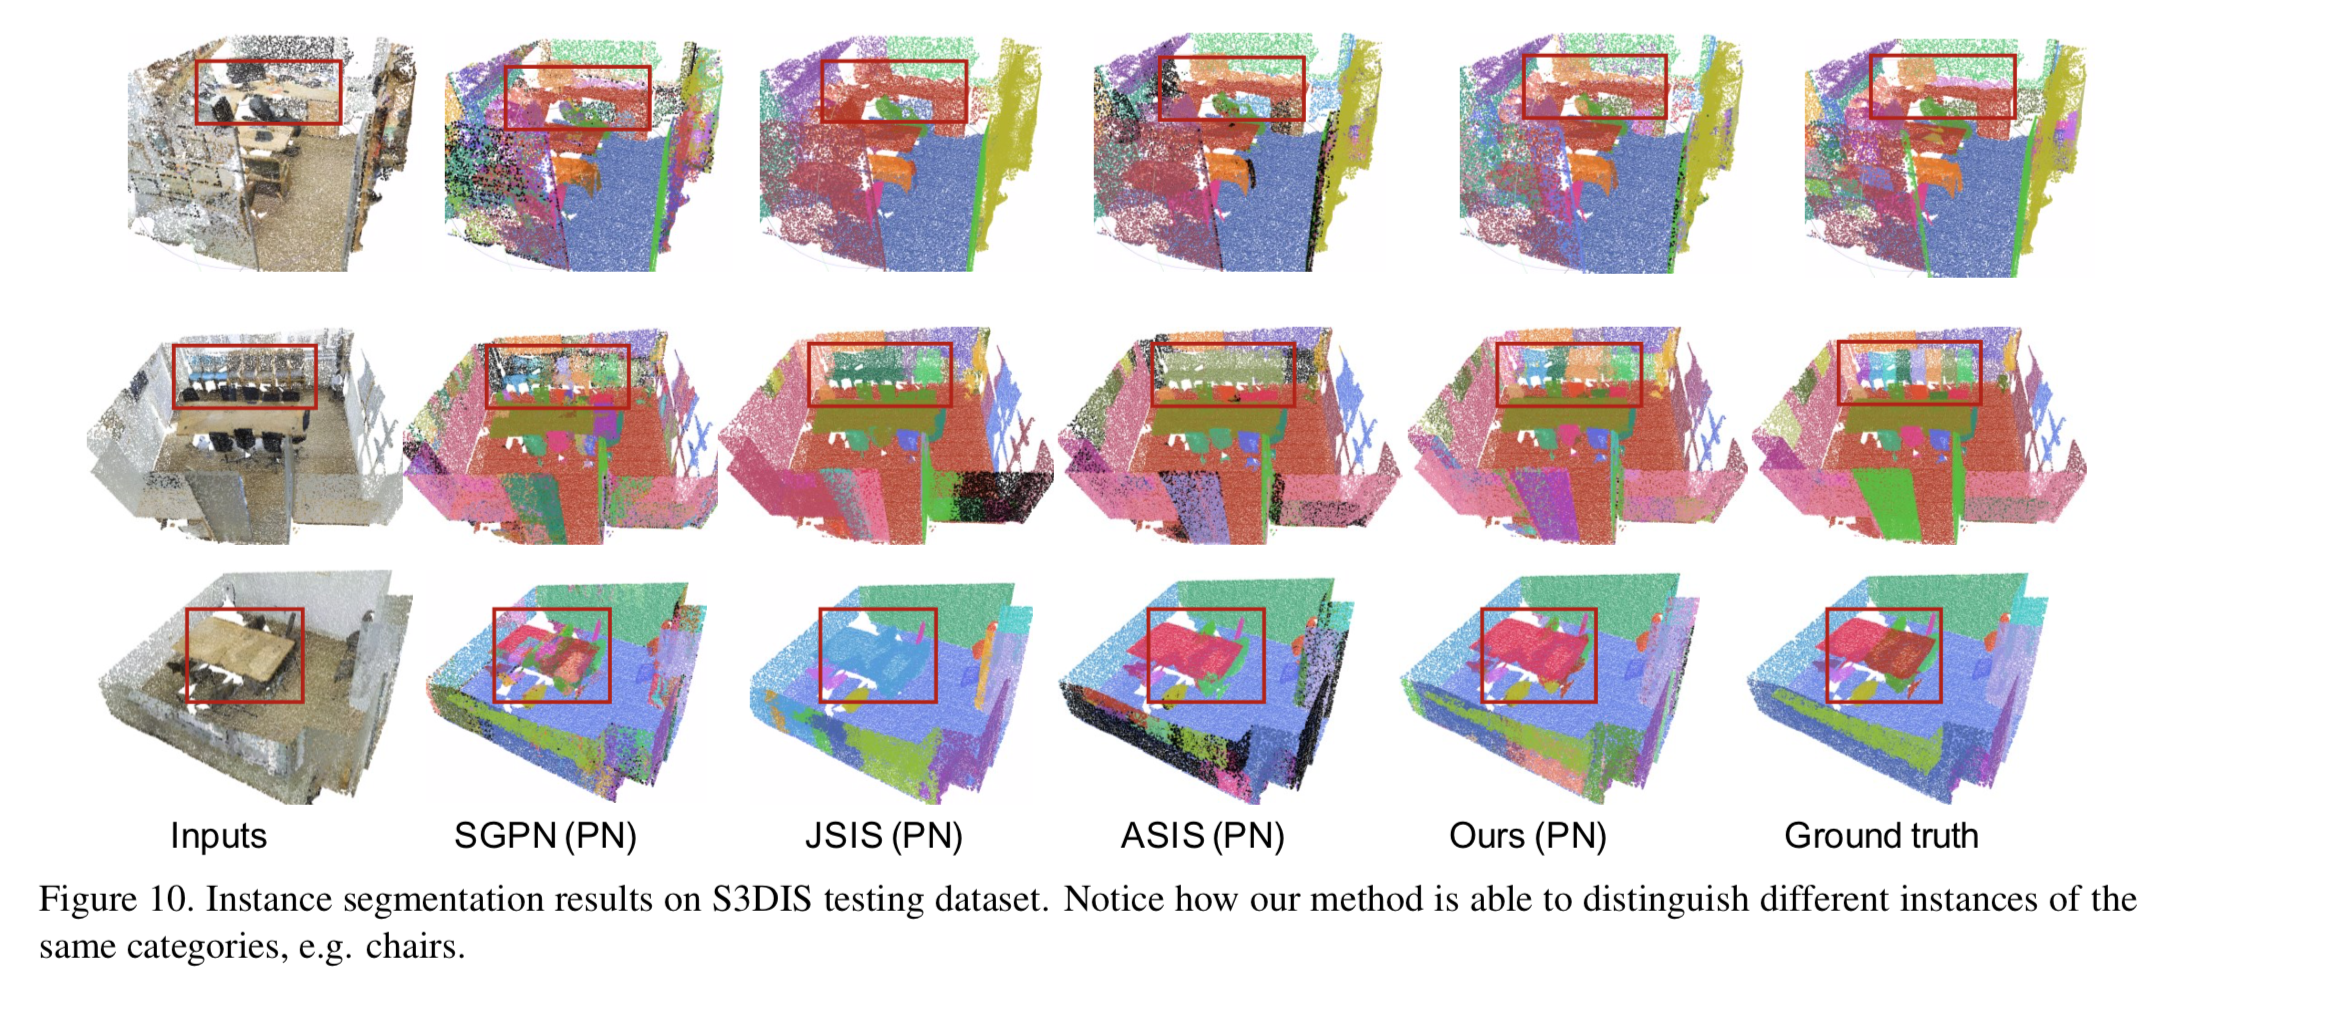 Inputs SGPN (PN) JSIS (PN) ASIS (PN) Ours (PN) Ground truth
Figure 10. Instance segmentation results on S3DIS testing dataset. Notice how our method is able to distinguish different instances of the
same categories, e.g. chairs.